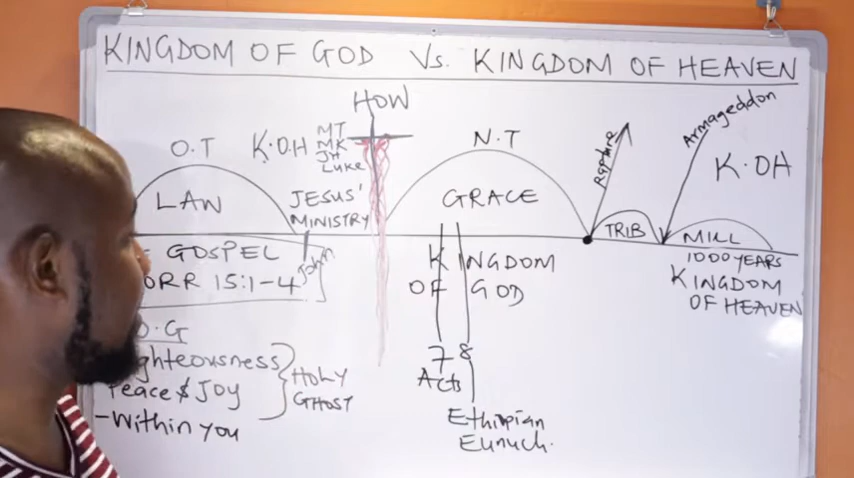 KINGDOM OF GOD Vs. KINGDOM OF HEAVEN
HOW
O.T
K.O.H
MT
MK
JH
LUKE
N.T
Rapture
Armageddon
K.OH
LAW
JESUS'
MINISTRY
GRACE
TRIB
MILL
1000 YEARS
KINGDOM
OF HEAVEN
GOSPEL
ORR 15:1-4
John
KINGDOM
OF GOD
O.G
ghteousness
Peace & Joy
-Within you
HOLY
GHOST
7 8
Acts
Ethiopian
Eunuch.